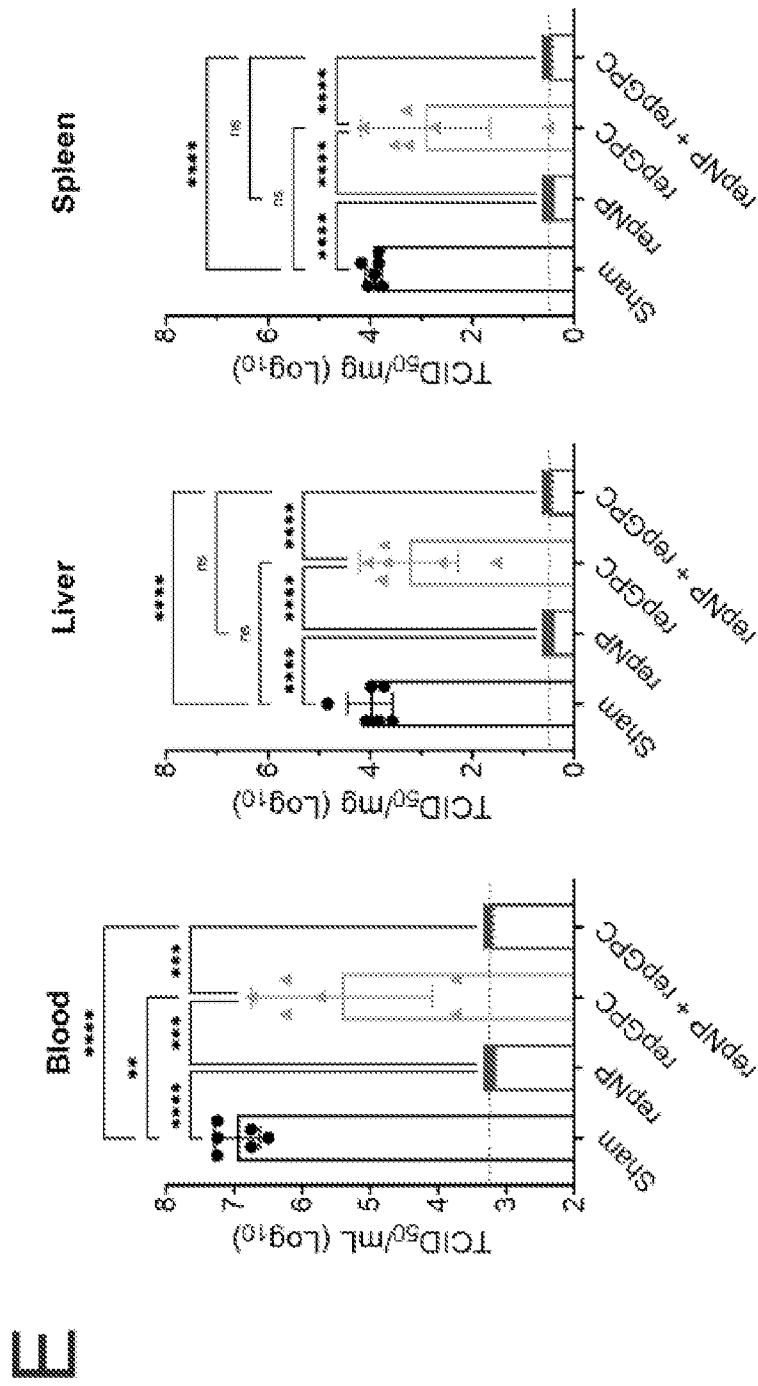 E
Blood
TCID50/mL (Log10)
8
7
6
5
4
3
2
****
**
**** *** ***
Sham
repNP
repGPC
repNP + repGPC
Liver
TCID50/mg (Log10)
8
6
4
2
0
****
ns
ns
**** **** ****
Sham
repNP
repGPC
repNP + repGPC
Spleen
TCID50/mg (Log10)
8
6
4
2
0
****
ns
ns
**** **** ****
Sham
repNP
repGPC
repNP + repGPC